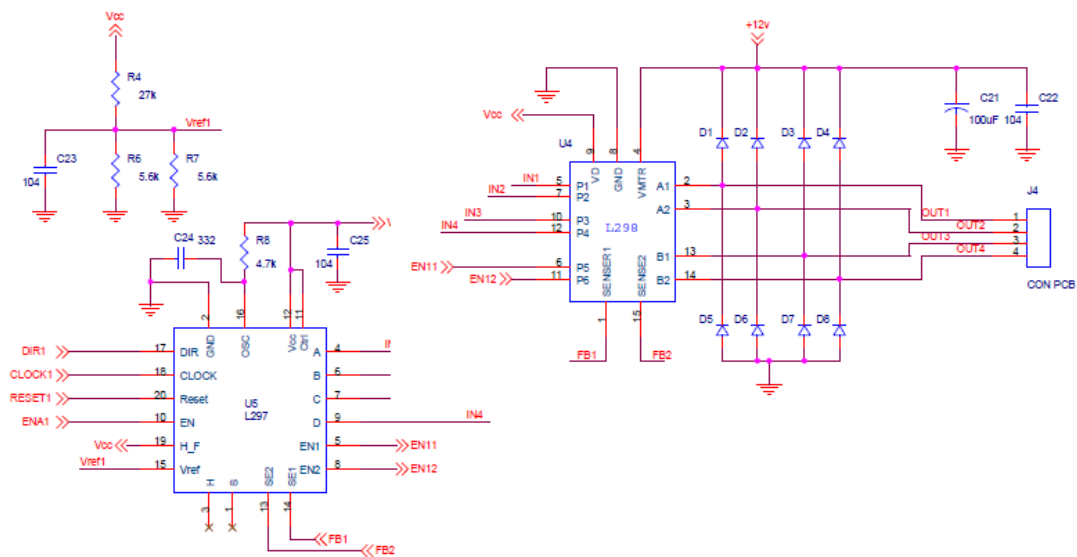 Vcc
R4
27k
Vref1
C23
104
R6
5.6k
R7
5.6k
C24 332
R8
4.7k
C25
104
2
GND
16
OSC
12
Vcc
11
Ctrl
DIR1 17 DIR
CLOCK1 18 CLOCK
RESET1 20 Reset
ENA1 10 EN
Vcc 19 H_F
Vref1 15 Vref
U5
L297
A 4
B 6
C 7
D 9 IN4
EN1 5 EN11
EN2 8 EN12
H
3
S
1
SE2
13
SE1
14
FB1
FB2
+12v
Vcc
U4
9
VD
8
GND
4
VMTR
IN1 5 P1
IN2 7 P2
IN3 10 P3
IN4 12 P4
EN11 6 P5
EN12 11 P6
L298
A1 2
A2 3
B1 13
B2 14
SENSER1
1
SENSE2
15
FB1
FB2
D1 D2 D3 D4
D5 D6 D7 D8
C21
100uF
C22
104
J4
OUT1 1
OUT2 2
OUT3 3
OUT4 4
CON PCB